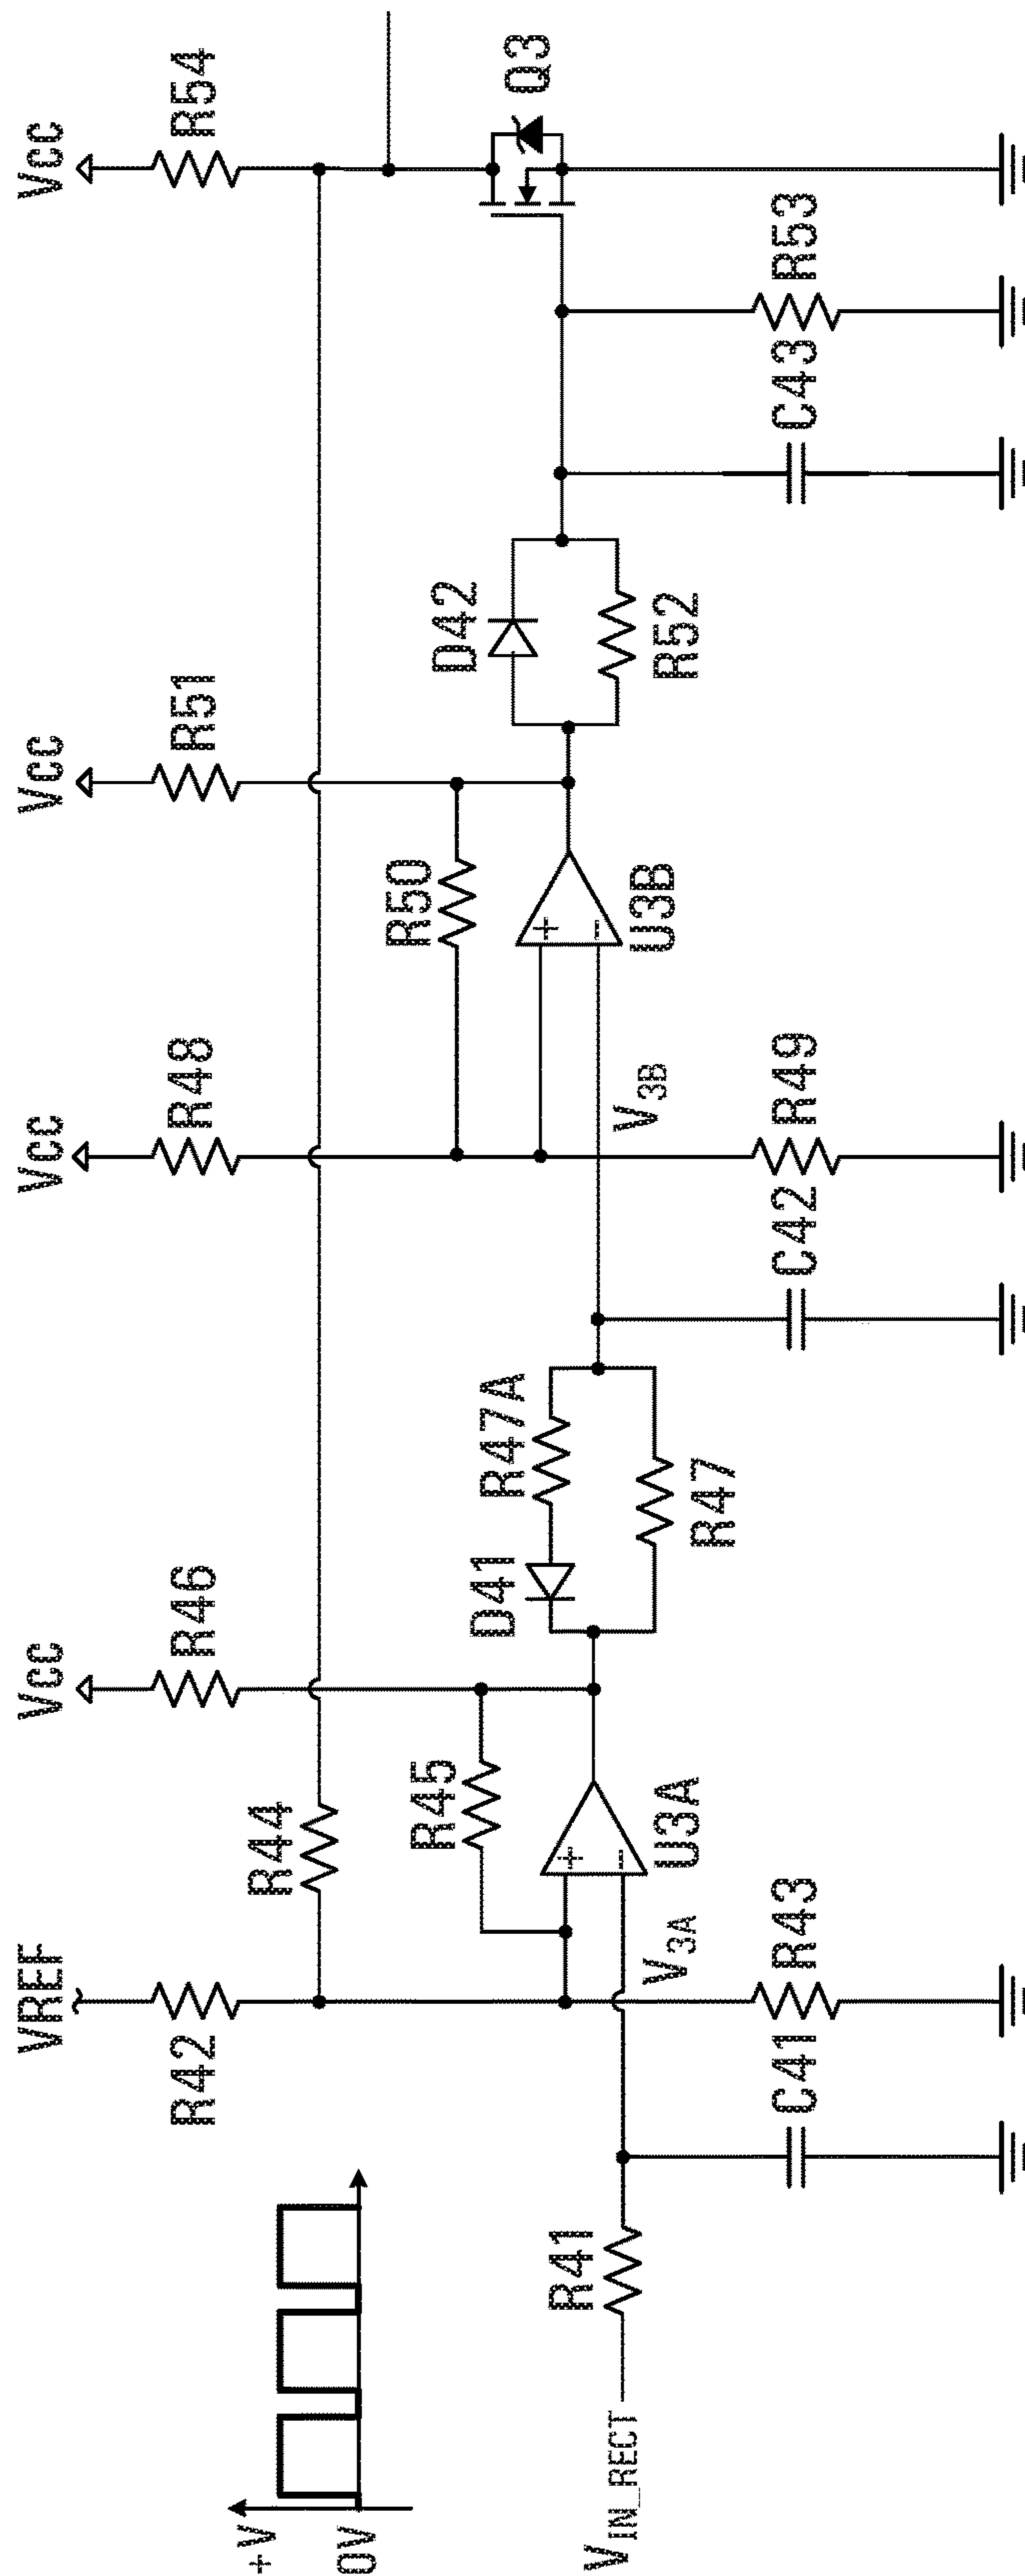 +V
0V
VIN_RECT
R41
C41
VREF
R42
R43
R44
V3A
U3A
R45
Vcc
R46
D41
R47A
R47
C42
Vcc
R48
R49
V3B
R50
U3B
Vcc
R51
D42
R52
C43
R53
Vcc
R54
Q3